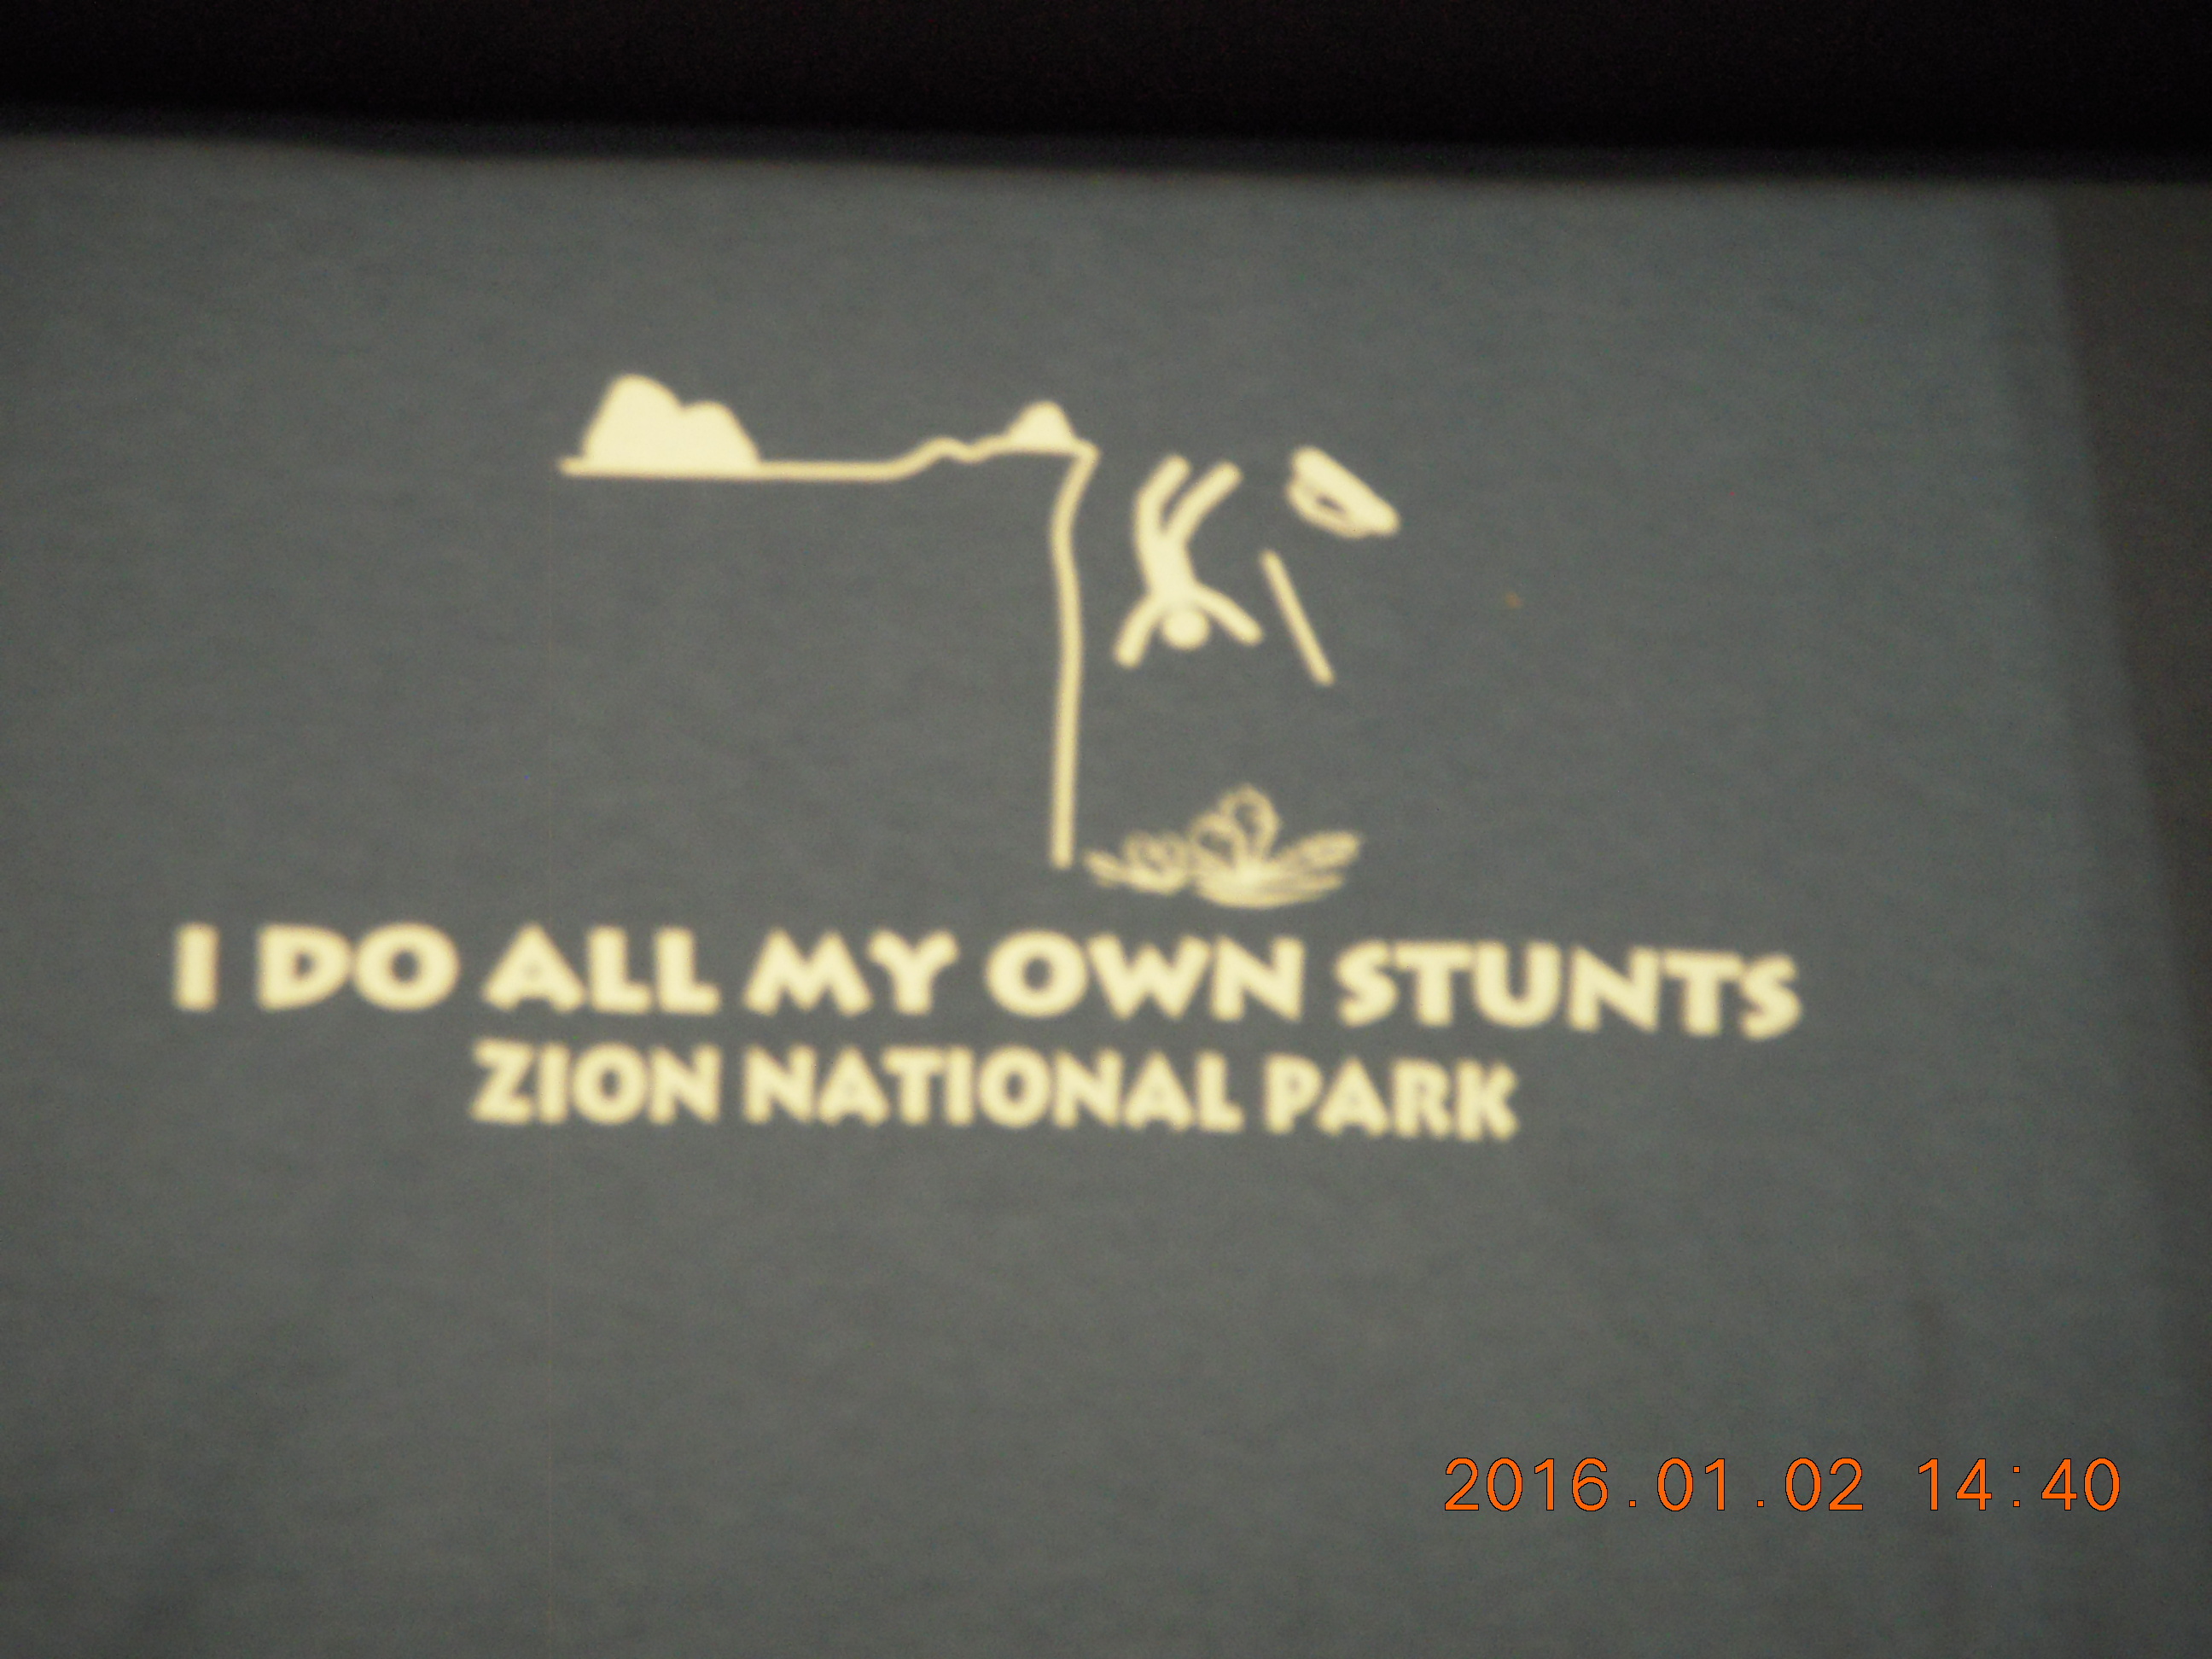 I DO ALL MY OWN STUNTS
ZION NATIONAL PARK
2016.01.02 14:40